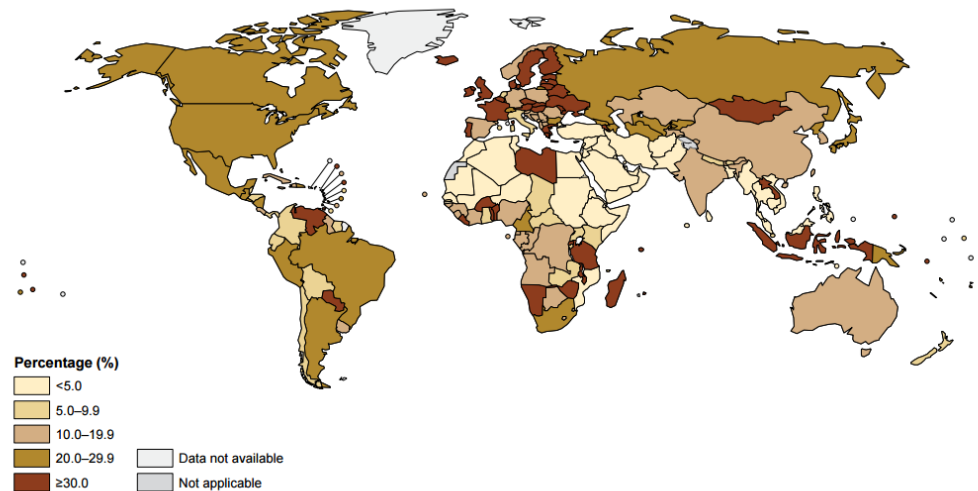 Percentage (%)
<5.0
5.0–9.9
10.0–19.9
20.0–29.9
≥30.0
Data not available
Not applicable